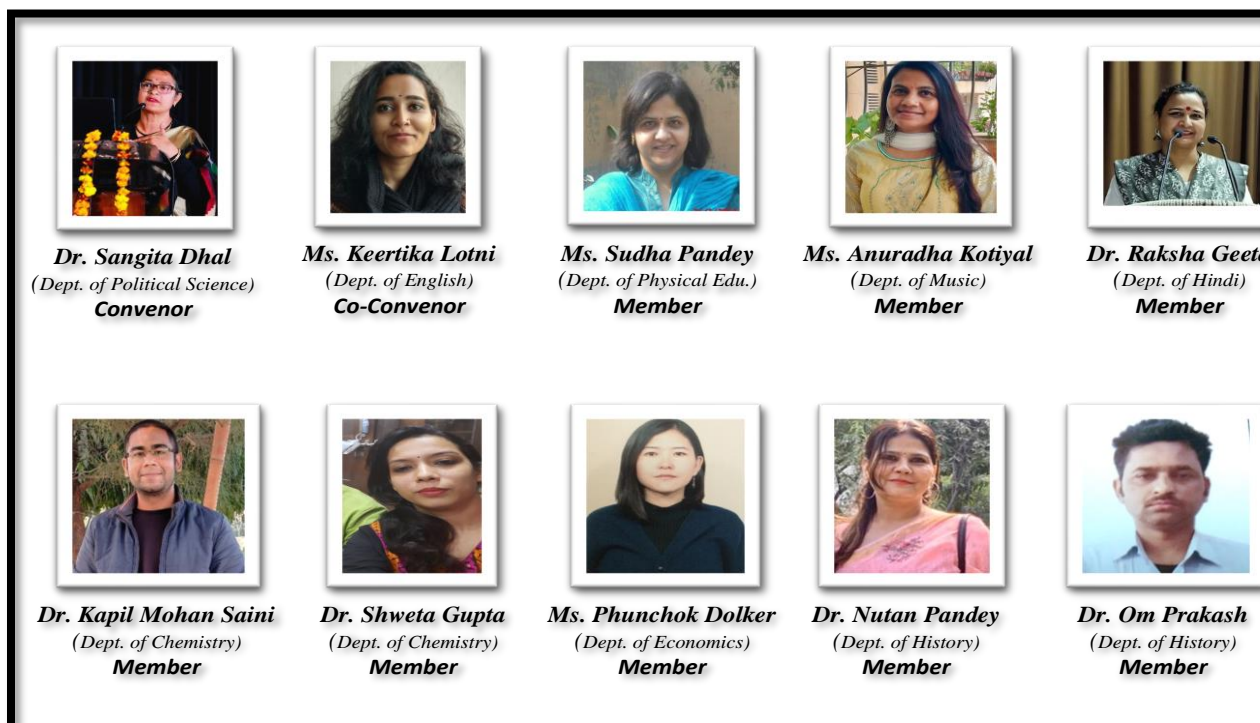 Dr. Sangita Dhal
(Dept. of Political Science)
Convenor
Ms. Keertika Lotni
(Dept. of English)
Co-Convenor
Ms. Sudha Pandey
(Dept. of Physical Edu.)
Member
Ms. Anuradha Kotiyal
(Dept. of Music)
Member
Dr. Raksha Geeta
(Dept. of Hindi)
Member
Dr. Kapil Mohan Saini
(Dept. of Chemistry)
Member
Dr. Shweta Gupta
(Dept. of Chemistry)
Member
Ms. Phunchok Dolker
(Dept. of Economics)
Member
Dr. Nutan Pandey
(Dept. of History)
Member
Dr. Om Prakash
(Dept. of History)
Member